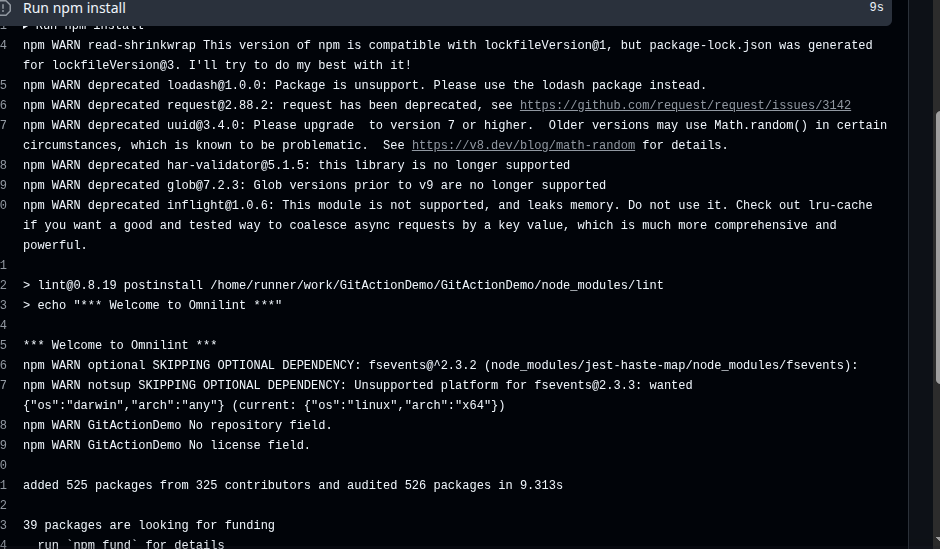 Run npm install
9s
1 ▸ Run npm install
4 npm WARN read-shrinkwrap This version of npm is compatible with lockfileVersion@1, but package-lock.json was generated
for lockfileVersion@3. I'll try to do my best with it!
5 npm WARN deprecated loadash@1.0.0: Package is unsupport. Please use the lodash package instead.
6 npm WARN deprecated request@2.88.2: request has been deprecated, see https://github.com/request/request/issues/3142
7 npm WARN deprecated uuid@3.4.0: Please upgrade  to version 7 or higher.  Older versions may use Math.random() in certain
circumstances, which is known to be problematic.  See https://v8.dev/blog/math-random for details.
8 npm WARN deprecated har-validator@5.1.5: this library is no longer supported
9 npm WARN deprecated glob@7.2.3: Glob versions prior to v9 are no longer supported
0 npm WARN deprecated inflight@1.0.6: This module is not supported, and leaks memory. Do not use it. Check out lru-cache
if you want a good and tested way to coalesce async requests by a key value, which is much more comprehensive and
powerful.
1
2 > lint@0.8.19 postinstall /home/runner/work/GitActionDemo/GitActionDemo/node_modules/lint
3 > echo "*** Welcome to Omnilint ***"
4
5 *** Welcome to Omnilint ***
6 npm WARN optional SKIPPING OPTIONAL DEPENDENCY: fsevents@^2.3.2 (node_modules/jest-haste-map/node_modules/fsevents):
7 npm WARN notsup SKIPPING OPTIONAL DEPENDENCY: Unsupported platform for fsevents@2.3.3: wanted
{"os":"darwin","arch":"any"} (current: {"os":"linux","arch":"x64"})
8 npm WARN GitActionDemo No repository field.
9 npm WARN GitActionDemo No license field.
0
1 added 525 packages from 325 contributors and audited 526 packages in 9.313s
2
3 39 packages are looking for funding
4   run `npm fund` for details